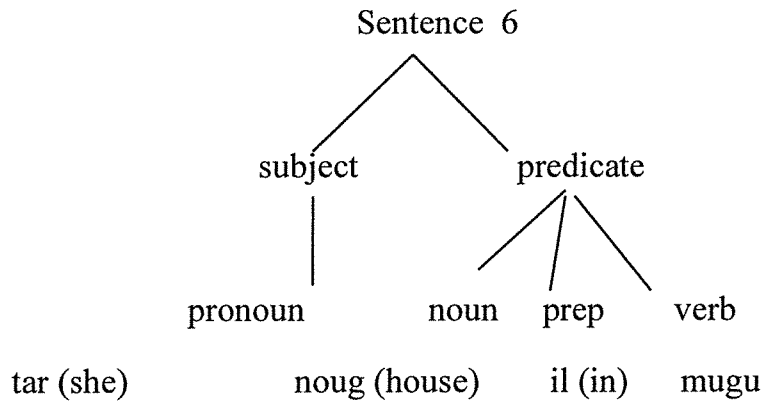 Sentence 6
subject predicate
pronoun noun prep verb
tar (she) noug (house) il (in) mugu